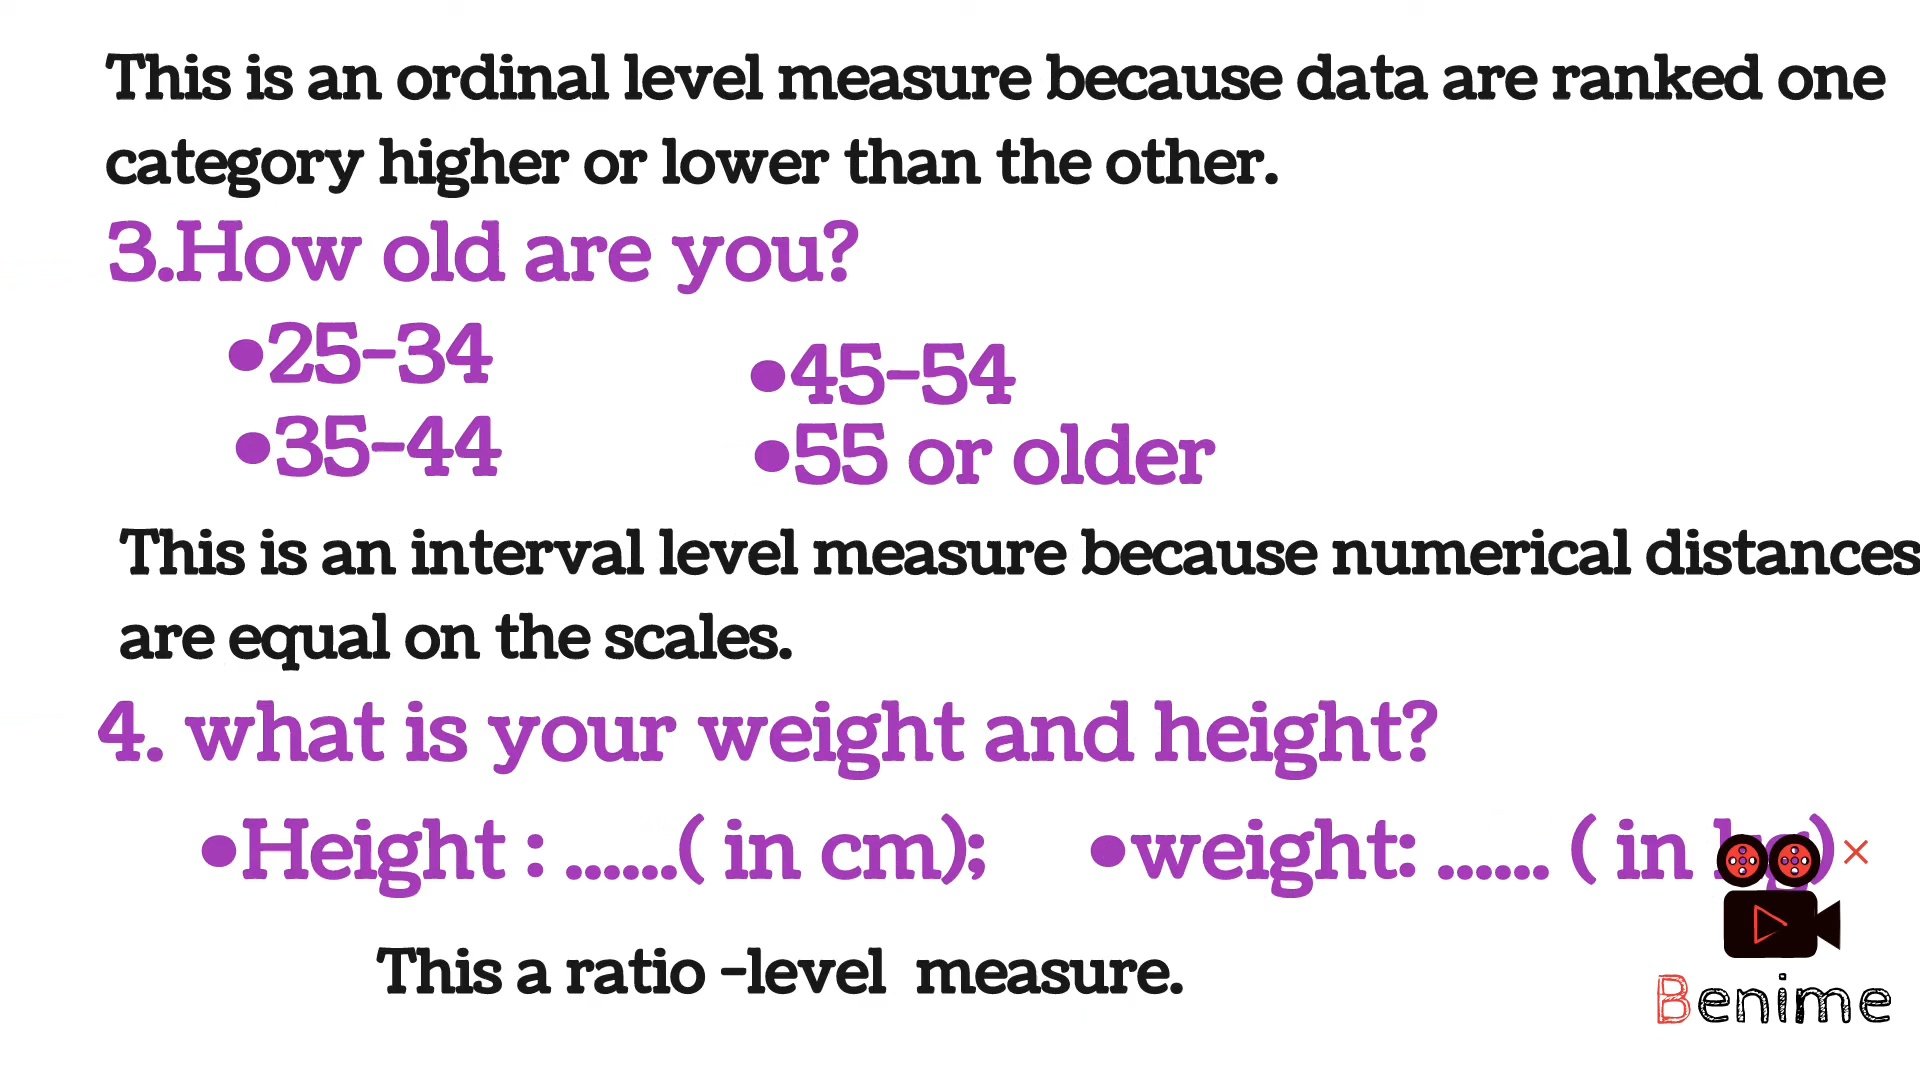 This is an ordinal level measure because data are ranked one
category higher or lower than the other.
3.How old are you?
•25-34
•35-44
•45-54
•55 or older
This is an interval level measure because numerical distances
are equal on the scales.
4. what is your weight and height?
•Height : ......( in cm); •weight: ...... ( in kg)
This a ratio -level measure.
Benime